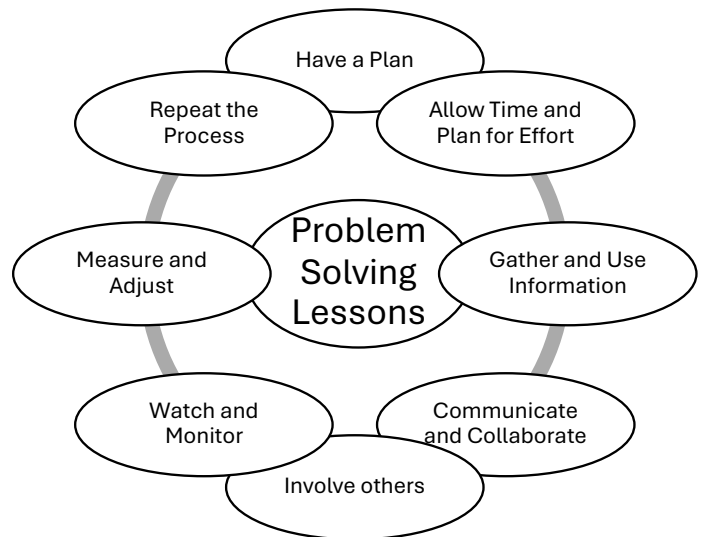 Have a Plan
Allow Time and
Plan for Effort
Gather and Use
Information
Communicate
and Collaborate
Involve others
Watch and
Monitor
Measure and
Adjust
Repeat the
Process
Problem
Solving
Lessons